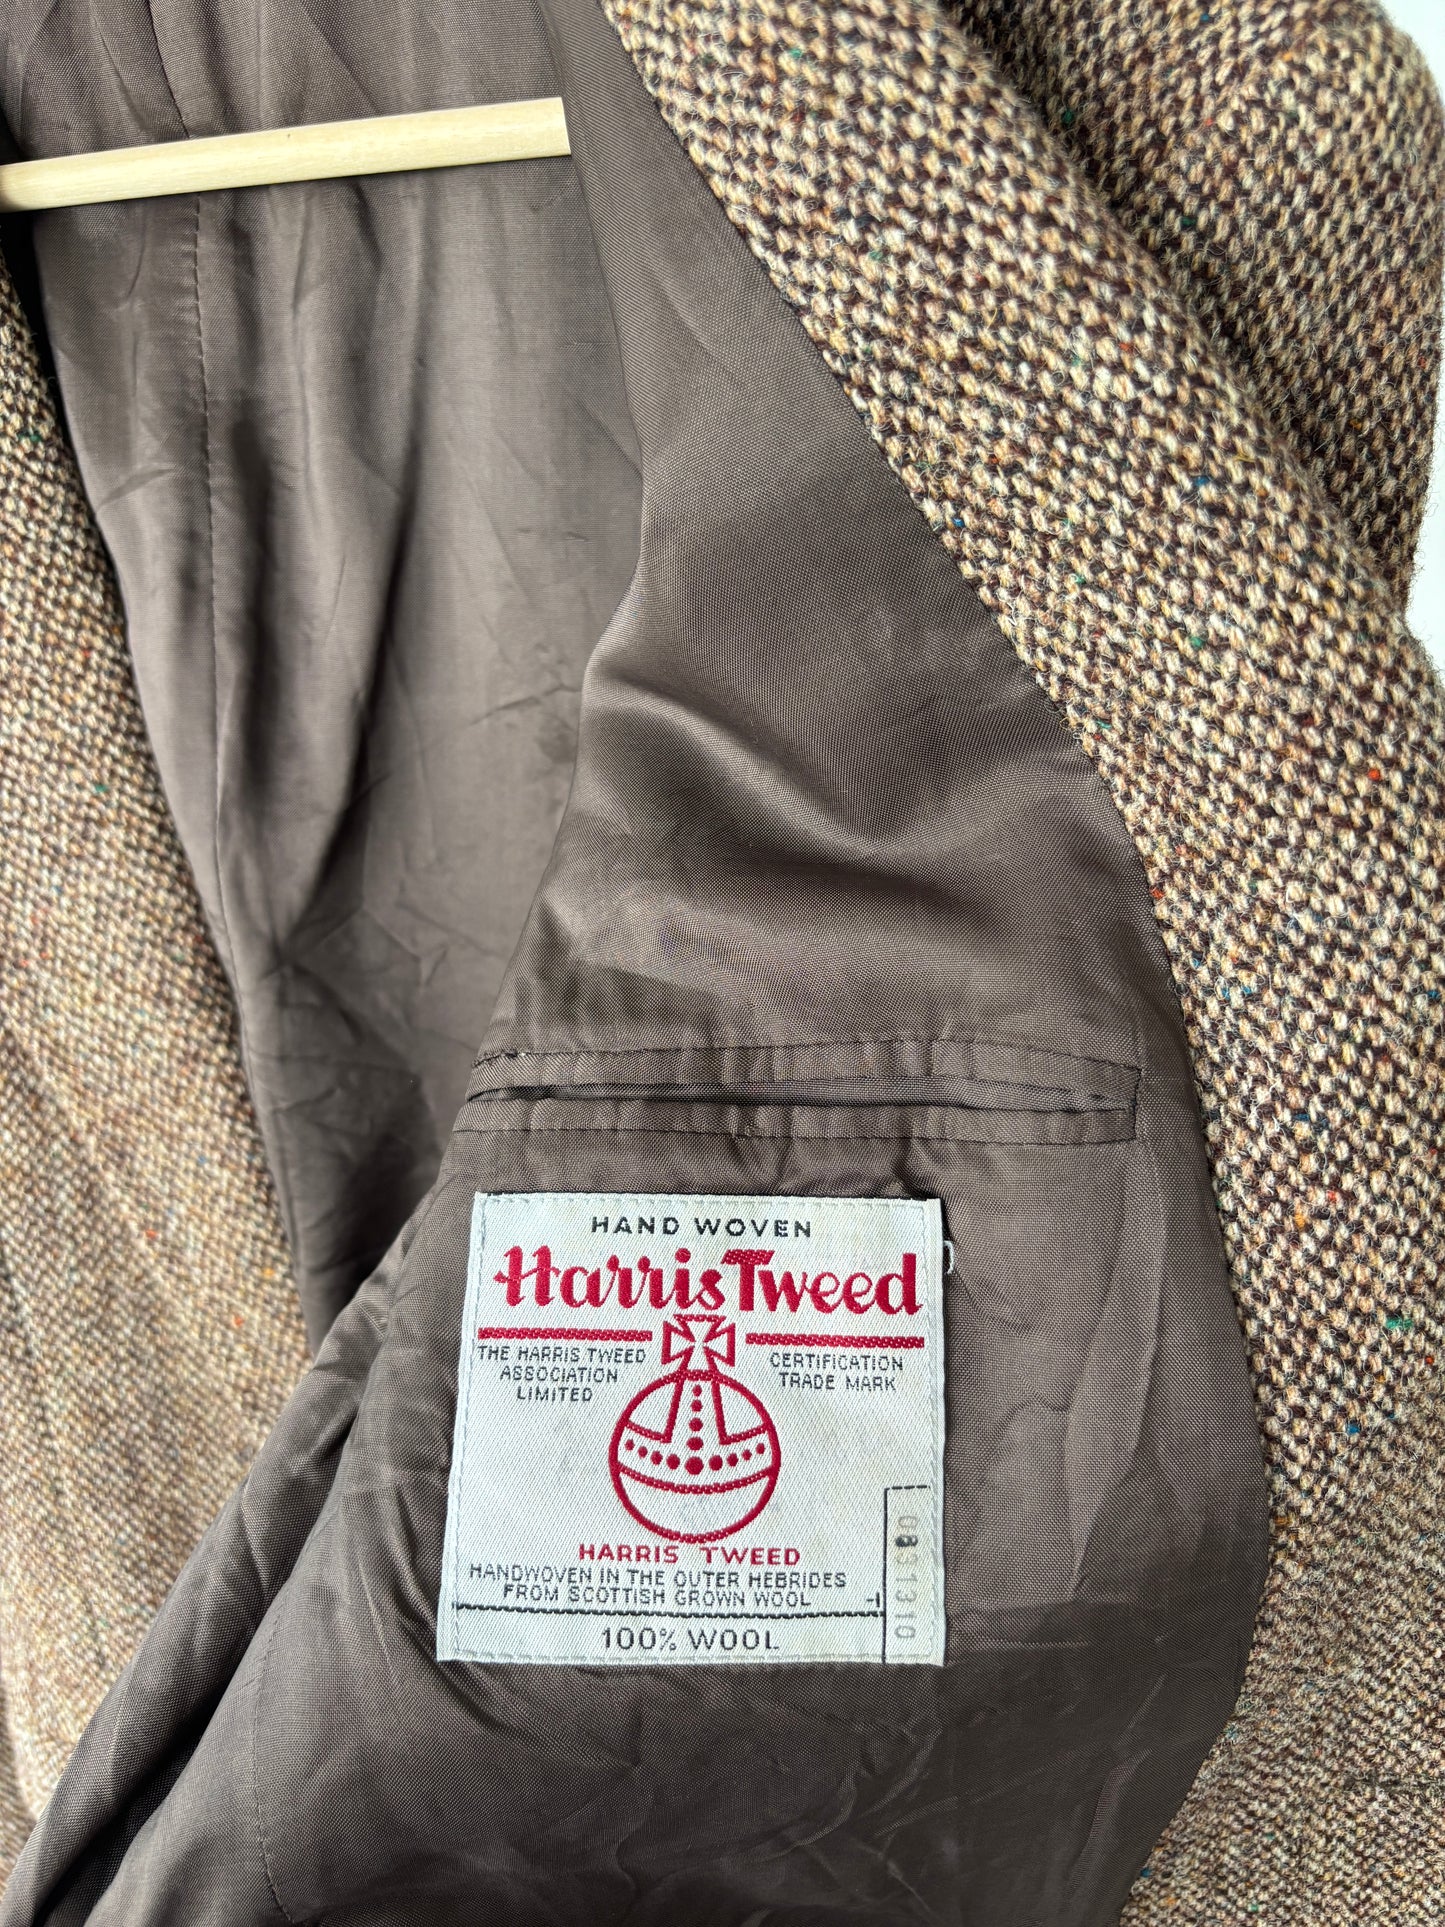 HAND WOVEN
Harris Tweed
THE HARRIS TWEED
ASSOCIATION
LIMITED
CERTIFICATION
TRADE MARK
HARRIS TWEED
HANDWOVEN IN THE OUTER HEBRIDES
FROM SCOTTISH GROWN WOOL
100% WOOL